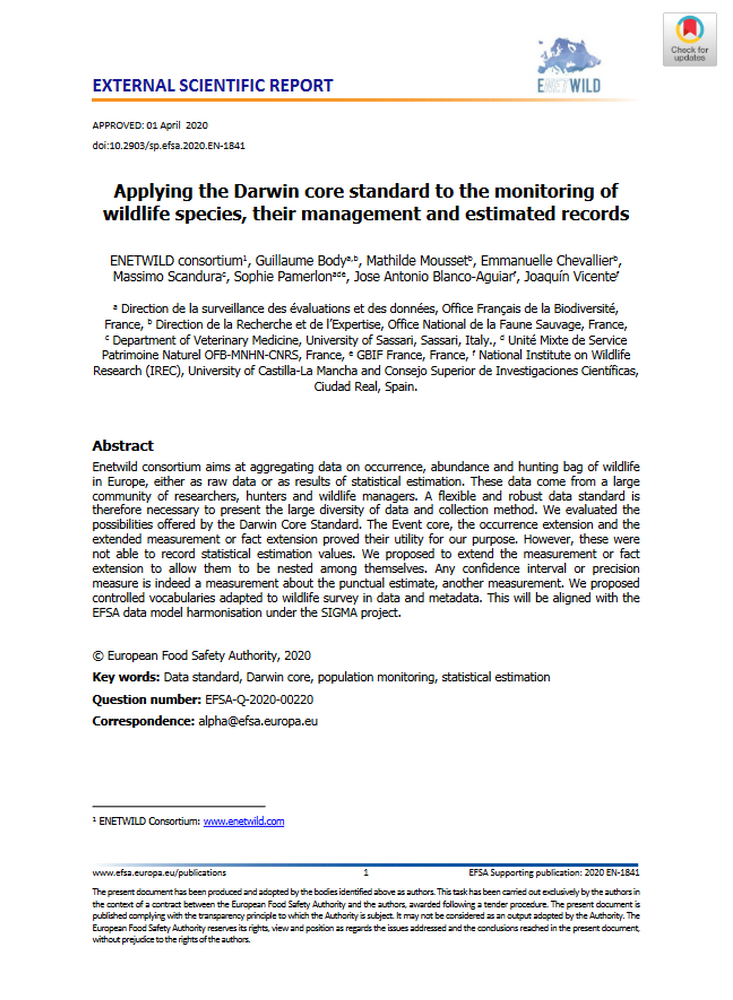 Check for
updates
ENETWILD
EXTERNAL SCIENTIFIC REPORT
APPROVED: 01 April 2020
doi:10.2903/sp.efsa.2020.EN-1841
Applying the Darwin core standard to the monitoring of
wildlife species, their management and estimated records
ENETWILD consortium¹, Guillaume Bodyᵃ,ᵇ, Mathilde Moussetᵇ, Emmanuelle Chevallierᵇ,
Massimo Scanduraᶜ, Sophie Pamerlonᵃᵈᵉ, Jose Antonio Blanco-Aguiarᶠ, Joaquín Vicenteᶠ
ᵃ Direction de la surveillance des évaluations et des données, Office Français de la Biodiversité,
France, ᵇ Direction de la Recherche et de l'Expertise, Office National de la Faune Sauvage, France,
ᶜ Department of Veterinary Medicine, University of Sassari, Sassari, Italy., ᵈ Unité Mixte de Service
Patrimoine Naturel OFB-MNHN-CNRS, France, ᵉ GBIF France, France, ᶠ National Institute on Wildlife
Research (IREC), University of Castilla-La Mancha and Consejo Superior de Investigaciones Científicas,
Ciudad Real, Spain.
Abstract
Enetwild consortium aims at aggregating data on occurrence, abundance and hunting bag of wildlife
in Europe, either as raw data or as results of statistical estimation. These data come from a large
community of researchers, hunters and wildlife managers. A flexible and robust data standard is
therefore necessary to present the large diversity of data and collection method. We evaluated the
possibilities offered by the Darwin Core Standard. The Event core, the occurrence extension and the
extended measurement or fact extension proved their utility for our purpose. However, these were
not able to record statistical estimation values. We proposed to extend the measurement or fact
extension to allow them to be nested among themselves. Any confidence interval or precision
measure is indeed a measurement about the punctual estimate, another measurement. We proposed
controlled vocabularies adapted to wildlife survey in data and metadata. This will be aligned with the
EFSA data model harmonisation under the SIGMA project.
© European Food Safety Authority, 2020
Key words: Data standard, Darwin core, population monitoring, statistical estimation
Question number: EFSA-Q-2020-00220
Correspondence: alpha@efsa.europa.eu
¹ ENETWILD Consortium: www.enetwild.com
www.efsa.europa.eu/publications 1 EFSA Supporting publication: 2020 EN-1841
The present document has been produced and adopted by the bodies identified above as authors. This task has been carried out exclusively by the authors in
the context of a contract between the European Food Safety Authority and the authors, awarded following a tender procedure. The present document is
published complying with the transparency principle to which the Authority is subject. It may not be considered as an output adopted by the Authority. The
European Food Safety Authority reserves its rights, view and position as regards the issues addressed and the conclusions reached in the present document,
without prejudice to the rights of the authors.